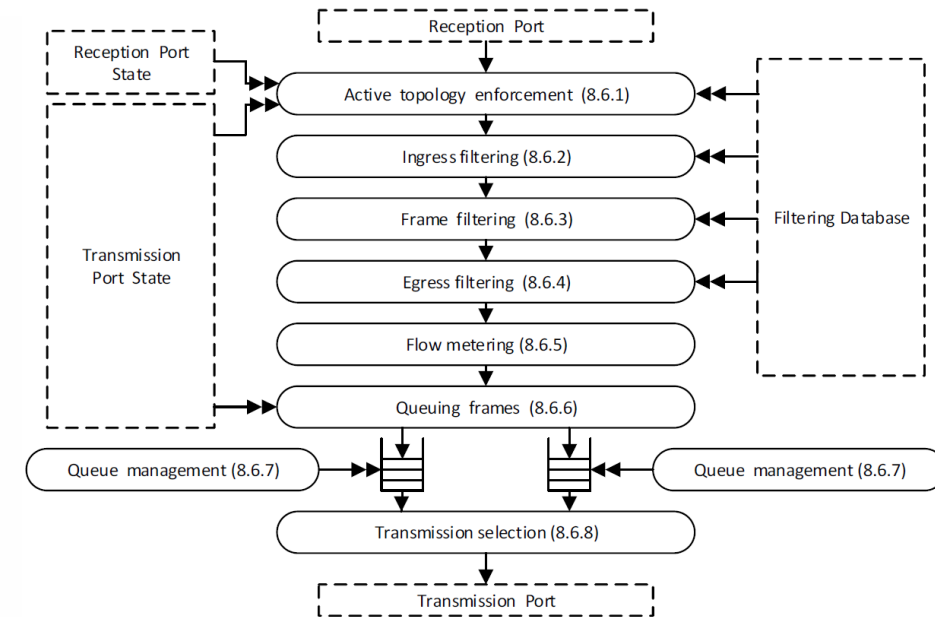 Reception Port
Reception Port
State
Active topology enforcement (8.6.1)
Ingress filtering (8.6.2)
Frame filtering (8.6.3)
Filtering Database
Transmission
Port State
Egress filtering (8.6.4)
Flow metering (8.6.5)
Queuing frames (8.6.6)
Queue management (8.6.7)
Queue management (8.6.7)
Transmission selection (8.6.8)
Transmission Port